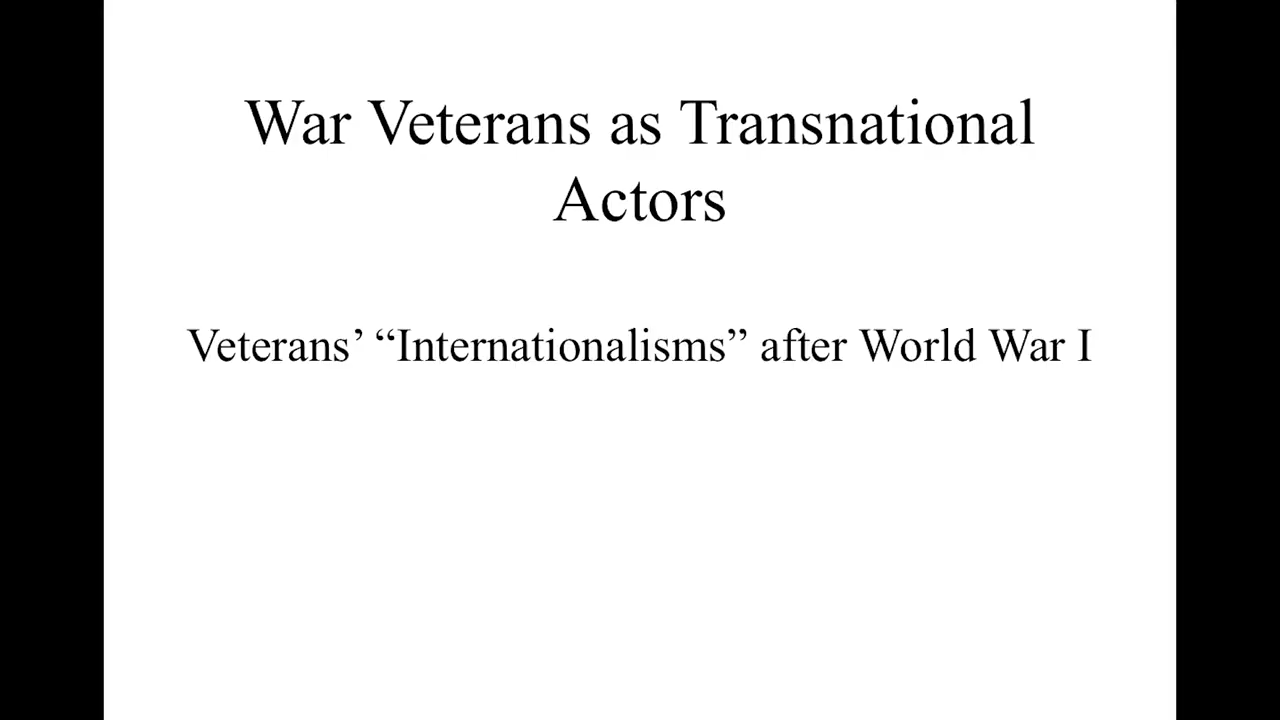 War Veterans as Transnational
Actors
Veterans’ “Internationalisms” after World War I